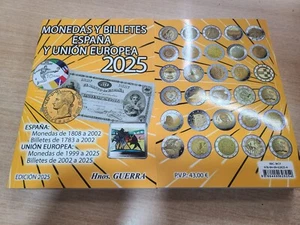 MONEDAS Y BILLETES
ESPAÑA
Y UNIÓN EUROPEA
2025
ESPAÑA:
Monedas de 1808 a 2002
Billetes de 1783 a 2002
UNIÓN EUROPEA:
Monedas de 1999 a 2025
Billetes de 2002 a 2025
EDICIÓN 2025
Hnos. GUERRA
P.V.P. 43,00 €